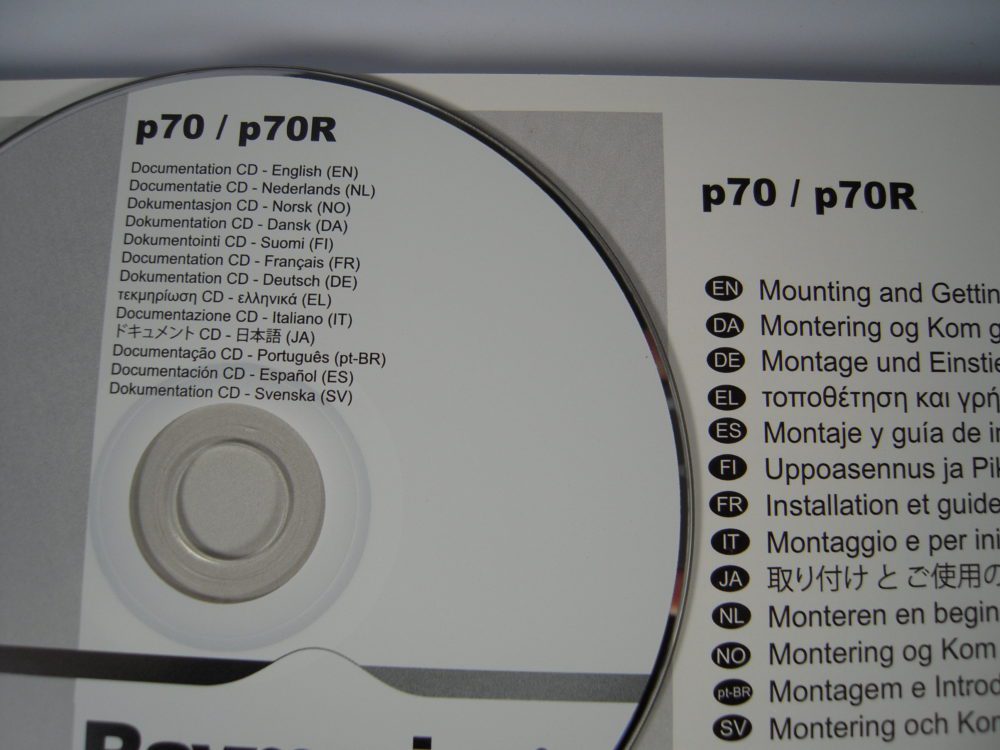 p70 / p70R
Documentation CD - English (EN)
Documentatie CD - Nederlands (NL)
Dokumentasjon CD - Norsk (NO)
Dokumentation CD - Dansk (DA)
Dokumentointi CD - Suomi (FI)
Documentation CD - Français (FR)
Dokumentation CD - Deutsch (DE)
τεκμηρίωση CD - ελληνικά (EL)
Documentazione CD - Italiano (IT)
ドキュメント CD - 日本語 (JA)
Documentação CD - Português (pt-BR)
Documentación CD - Español (ES)
Dokumentation CD - Svenska (SV)
p70 / p70R
EN Mounting and Gettin
DA Montering og Kom g
DE Montage und Einstie
EL τοποθέτηση και γρή
ES Montaje y guía de in
FI Uppoasennus ja Pik
FR Installation et guide
IT Montaggio e per ini
JA 取り付け と ご使用の
NL Monteren en begin
NO Montering og Kom
pt-BR Montagem e Introd
SV Montering och Kom